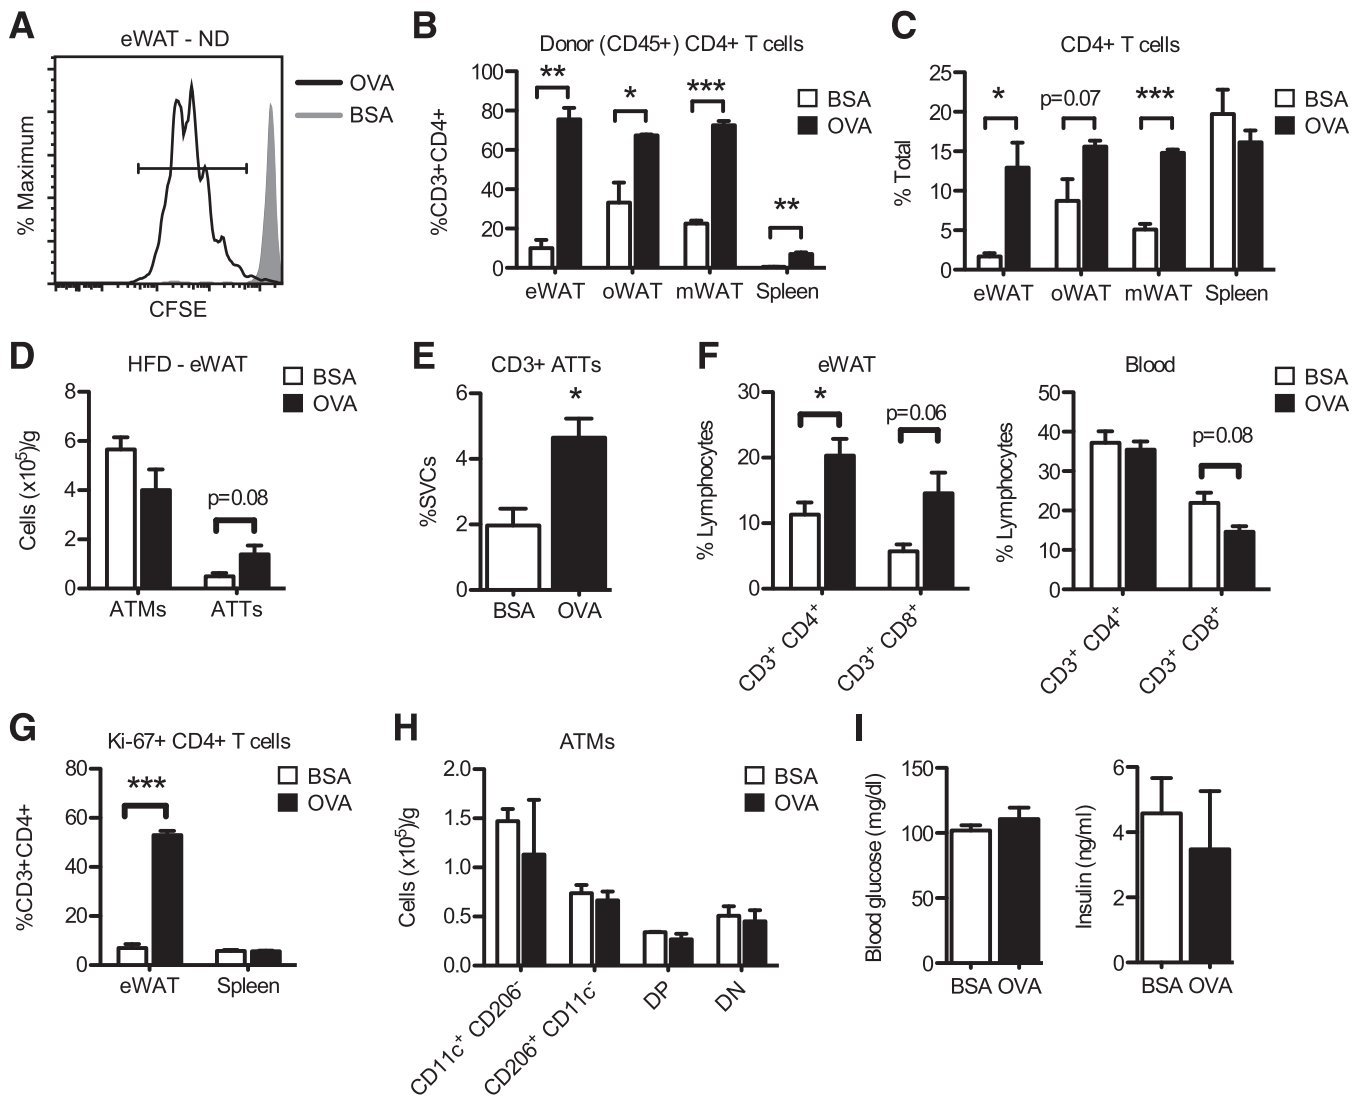 A
eWAT - ND
OVA
BSA
% Maximum
CFSE
B
Donor (CD45+) CD4+ T cells
%CD3+CD4+
100
80
60
40
20
0
**
*
***
**
BSA
OVA
eWAT oWAT mWAT Spleen
C
CD4+ T cells
% Total
25
20
15
10
5
0
*
p=0.07
***
BSA
OVA
eWAT oWAT mWAT Spleen
D
HFD - eWAT
Cells (x10⁵)/g
8
6
4
2
0
p=0.08
BSA
OVA
ATMs ATTs
E
CD3+ ATTs
%SVCs
6
4
2
0
*
BSA OVA
F
eWAT
% Lymphocytes
30
20
10
0
*
p=0.06
CD3⁺ CD4⁺
CD3⁺ CD8⁺
Blood
% Lymphocytes
50
40
30
20
10
0
p=0.08
BSA
OVA
CD3⁺ CD4⁺
CD3⁺ CD8⁺
G
Ki-67+ CD4+ T cells
%CD3+CD4+
80
60
40
20
0
***
BSA
OVA
eWAT Spleen
H
ATMs
Cells (x10⁵)/g
2.0
1.5
1.0
0.5
0.0
BSA
OVA
CD11c⁺ CD206⁻
CD206⁺ CD11c⁻
DP
DN
I
Blood glucose (mg/dl)
150
100
50
0
BSA OVA
Insulin (ng/ml)
6
4
2
0
BSA OVA